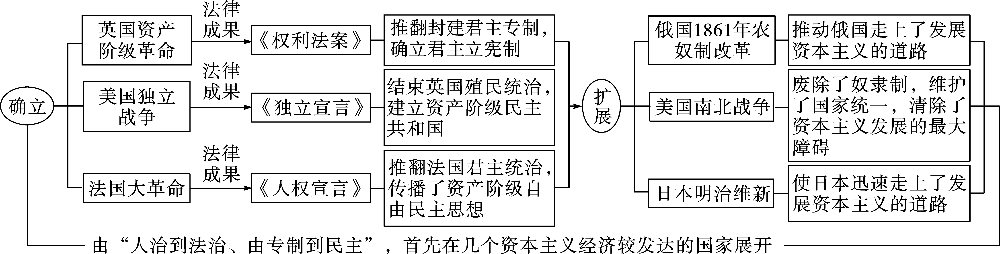 确立
英国资产
阶级革命
法律
成果
《权利法案》
推翻封建君主专制，
确立君主立宪制
美国独立
战争
法律
成果
《独立宣言》
结束英国殖民统治，
建立资产阶级民主
共和国
法国大革命
法律
成果
《人权宣言》
推翻法国君主统治，
传播了资产阶级自
由民主思想
扩
展
俄国1861年农
奴制改革
推动俄国走上了发展
资本主义的道路
美国南北战争
废除了奴隶制，维护
了国家统一，清除了
资本主义发展的最大
障碍
日本明治维新
使日本迅速走上了发
展资本主义的道路
由“人治到法治、由专制到民主”，首先在几个资本主义经济较发达的国家展开